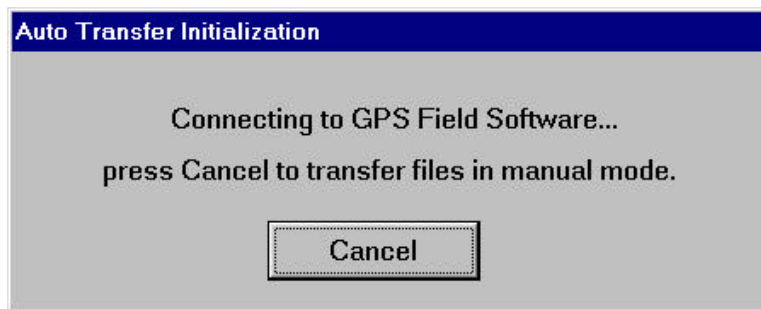 Auto Transfer Initialization
Connecting to GPS Field Software...
press Cancel to transfer files in manual mode.
Cancel